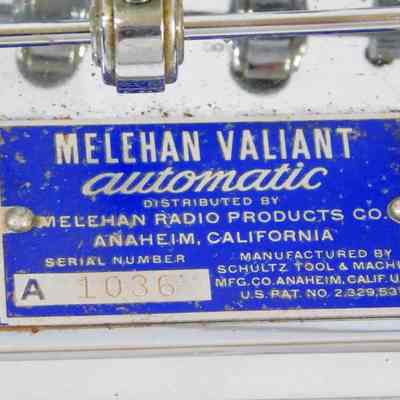 MELEHAN VALIANT
automatic
DISTRIBUTED BY
MELEHAN RADIO PRODUCTS CO.
ANAHEIM, CALIFORNIA
SERIAL NUMBER
A 1036
MANUFACTURED BY
SCHULTZ TOOL & MACHINE
MFG. CO. ANAHEIM, CALIF. U.
U.S. PAT. NO. 2,329,53